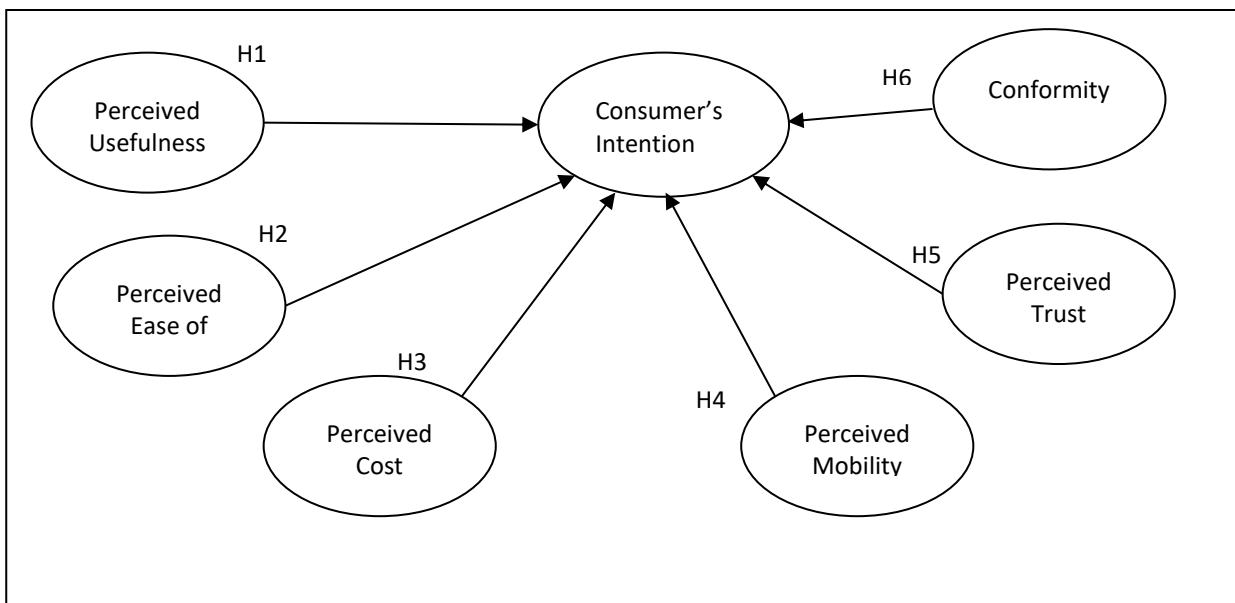 H1
Perceived
Usefulness
Consumer’s
Intention
H6
Conformity
H2
Perceived
Ease of
H5
Perceived
Trust
H3
Perceived
Cost
H4
Perceived
Mobility